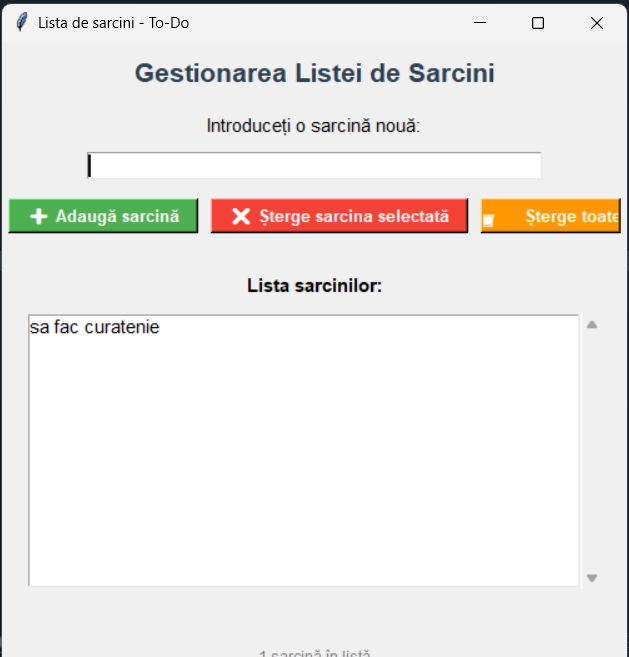 Lista de sarcini - To-Do
Gestionarea Listei de Sarcini
Introduceți o sarcină nouă:
Adaugă sarcină
Șterge sarcina selectată
Șterge toate
Lista sarcinilor:
sa fac curatenie
1 sarcină în listă